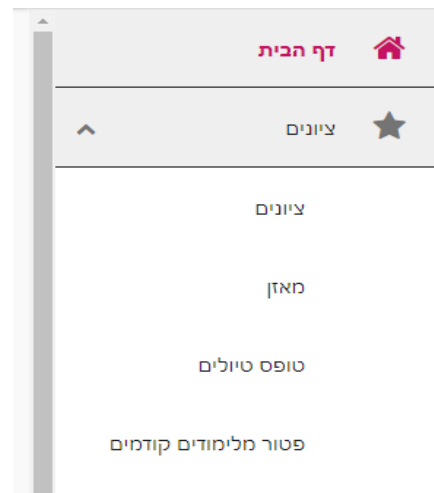 דף הבית
ציונים
ציונים
מאזן
טופס טיולים
פטור מלימודים קודמים